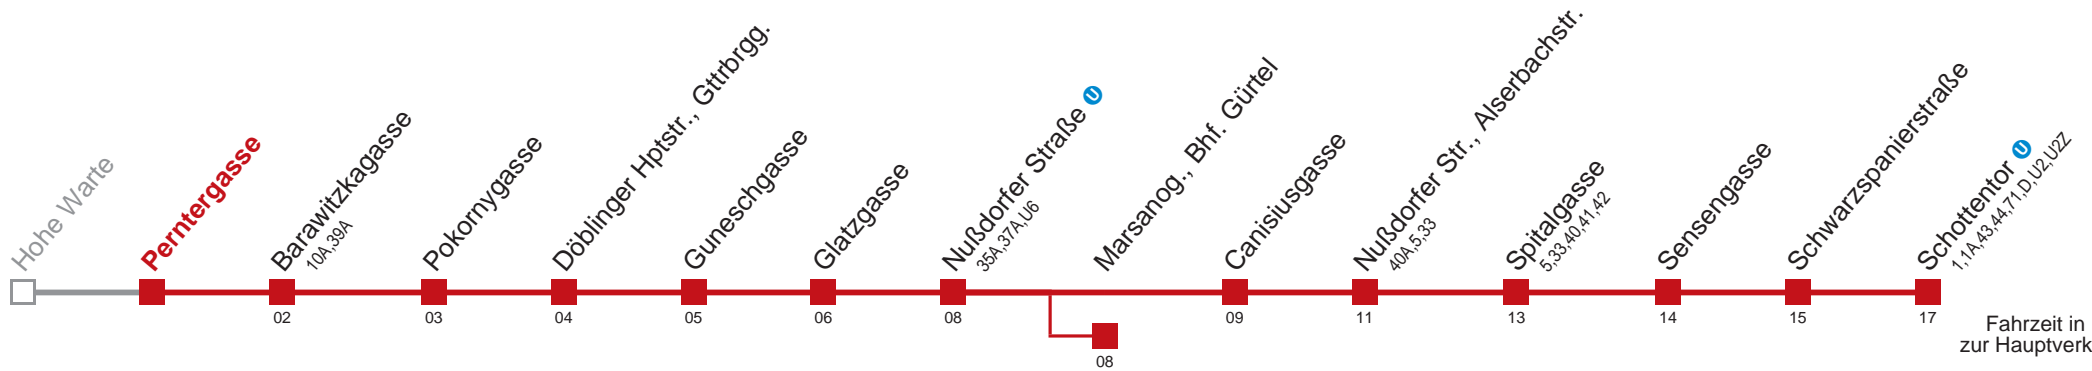 Hohe Warte
Perntergasse
Barawitzkagasse
10A,39A
Pokornygasse
Döblinger Hptstr., Gttrbrgg.
Guneschgasse
Glatzgasse
Nußdorfer Straße U
35A,37A,U6
Marsanog., Bhf. Gürtel
Canisiusgasse
Nußdorfer Str., Alserbachstr.
40A,5,33
Spitalgasse
5,33,40,41,42
Sensengasse
Schwarzspanierstraße
Schottentor U
1,1A,43,44,71,D,U2,U2Z
02
03
04
05
06
08
09
11
13
14
15
17
08
Fahrzeit in
zur Hauptverk